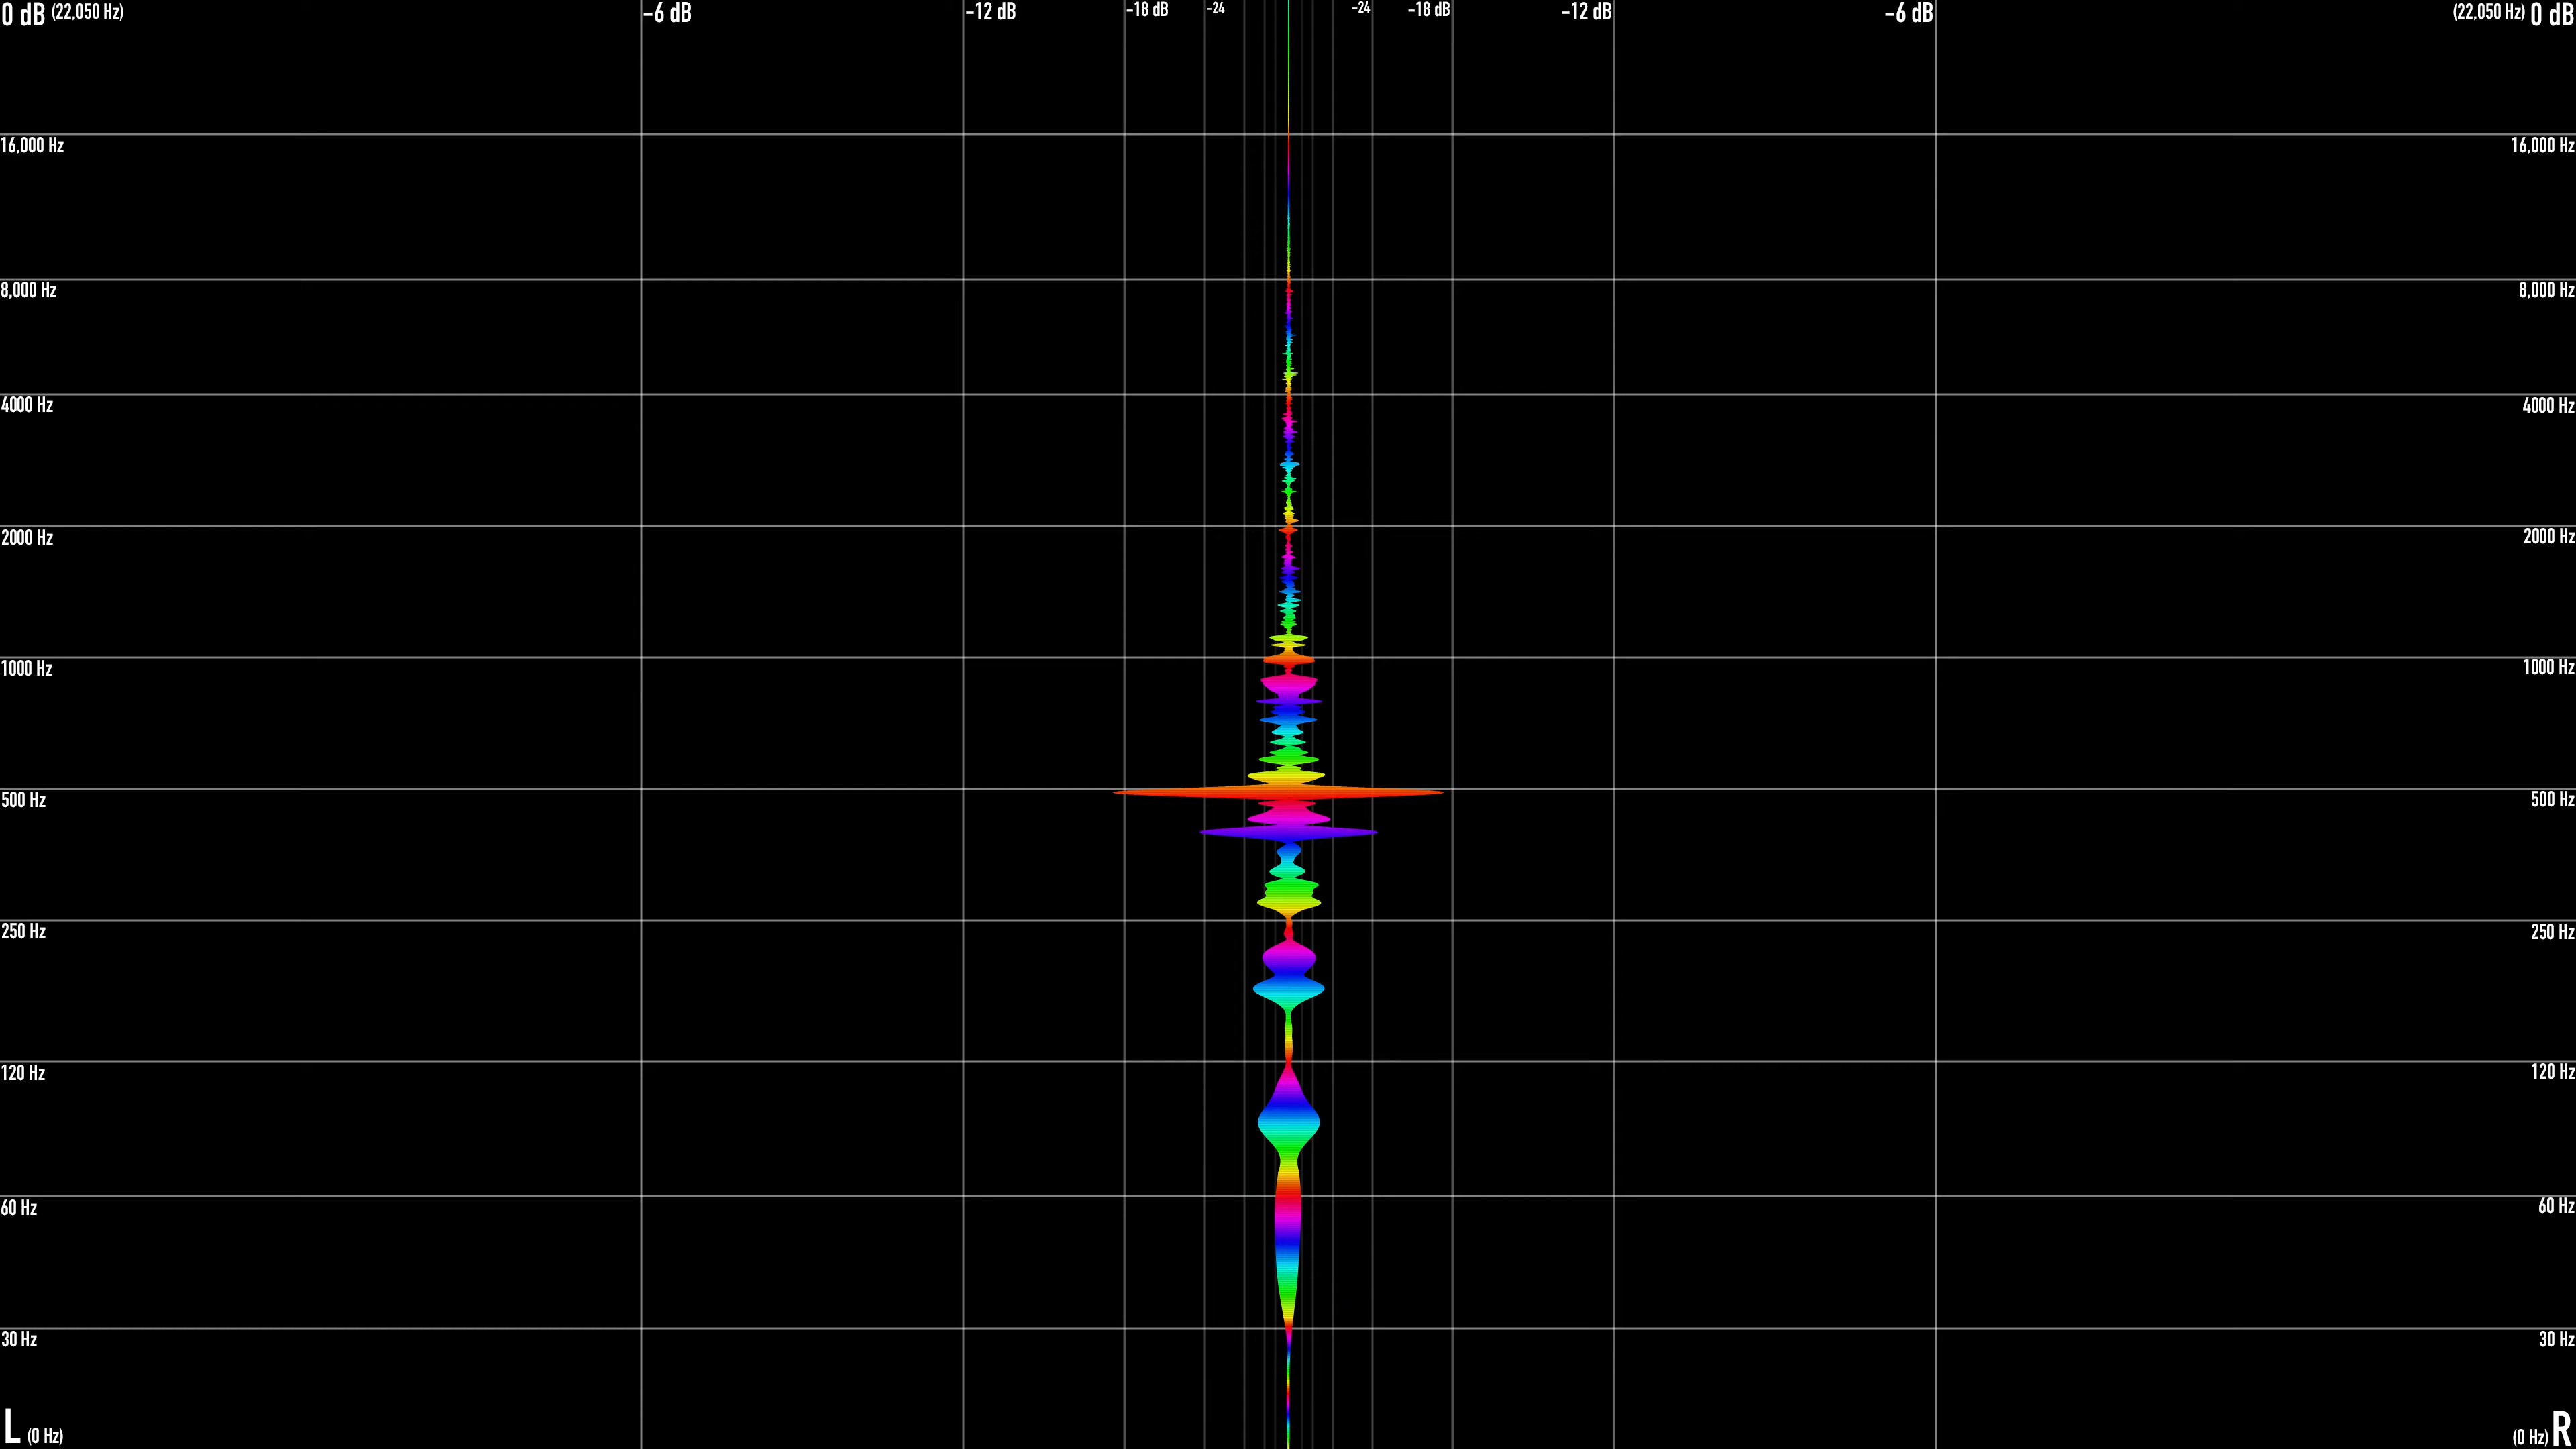 0 dB (22,050 Hz) −6 dB −12 dB −18 dB −24 −24 −18 dB −12 dB −6 dB (22,050 Hz) 0 dB
16,000 Hz 16,000 Hz
8,000 Hz 8,000 Hz
4000 Hz 4000 Hz
2000 Hz 2000 Hz
1000 Hz 1000 Hz
500 Hz 500 Hz
250 Hz 250 Hz
120 Hz 120 Hz
60 Hz 60 Hz
30 Hz 30 Hz
L (0 Hz) (0 Hz) R